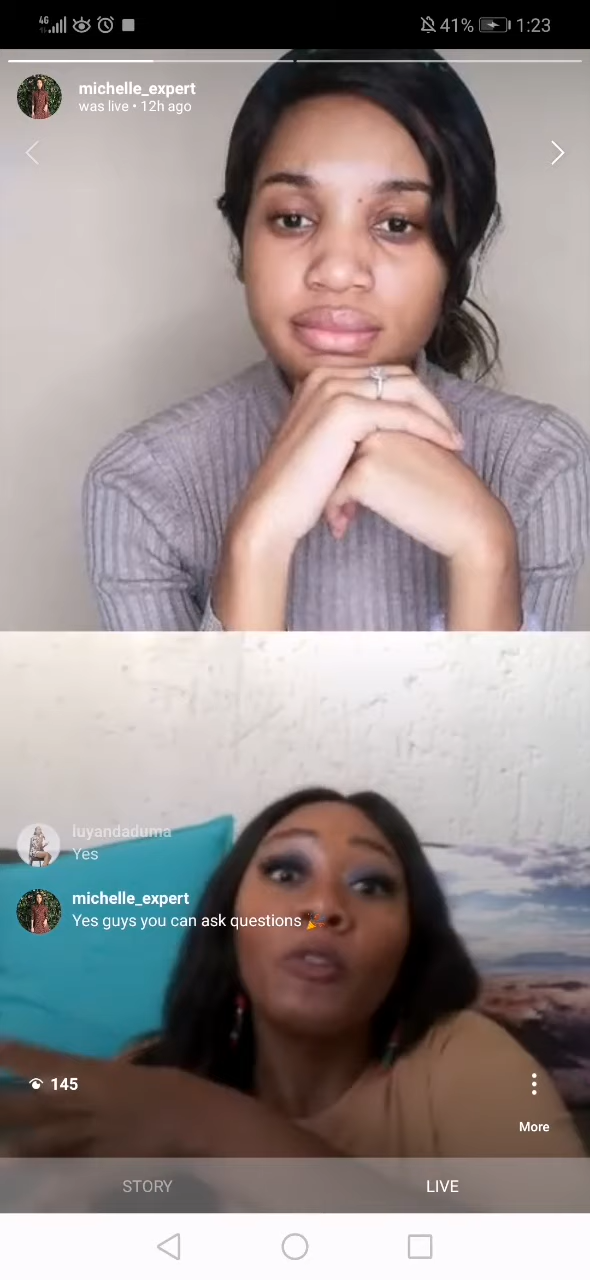 4G 41% 1:23
michelle_expert
was live • 12h ago
luyandaduma
Yes
michelle_expert
Yes guys you can ask questions 🎉
145
More
STORY LIVE